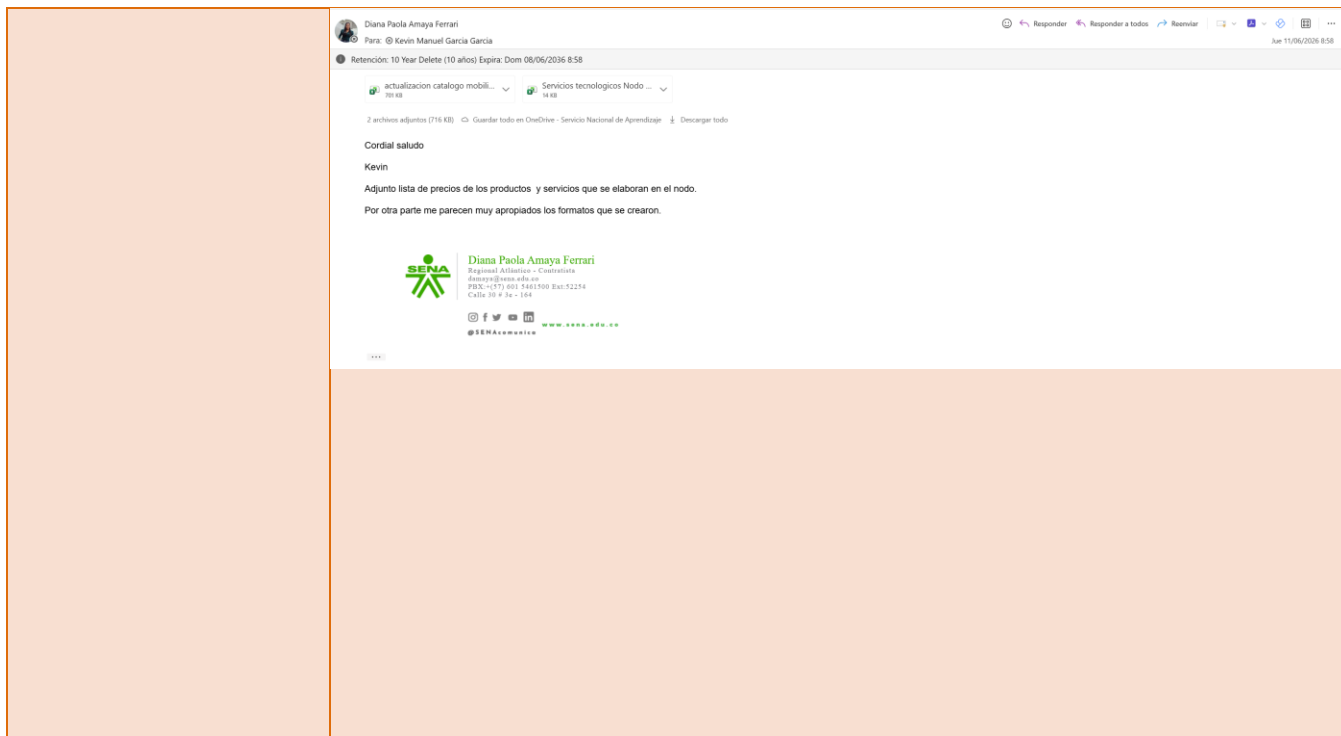 Diana Paola Amaya Ferrari
Responder Responder a todos Reenviar
Para: Kevin Manuel Garcia Garcia
Jue 11/06/2026 8:58
Retención: 10 Year Delete (10 años) Expira: Dom 08/06/2036 8:58
actualizacion catalogo mobili...
701 KB
Servicios tecnologicos Nodo ...
14 KB
2 archivos adjuntos (716 KB) Guardar todo en OneDrive - Servicio Nacional de Aprendizaje Descargar todo
Cordial saludo
Kevin
Adjunto lista de precios de los productos y servicios que se elaboran en el nodo.
Por otra parte me parecen muy apropiados los formatos que se crearon.
SENA
Diana Paola Amaya Ferrari
Regional Atlántico - Contratista
damaya@sena.edu.co
PBX:+(57) 601 5461500 Ext:52254
Calle 30 # 3e - 164
www.sena.edu.co
@SENAcomunica